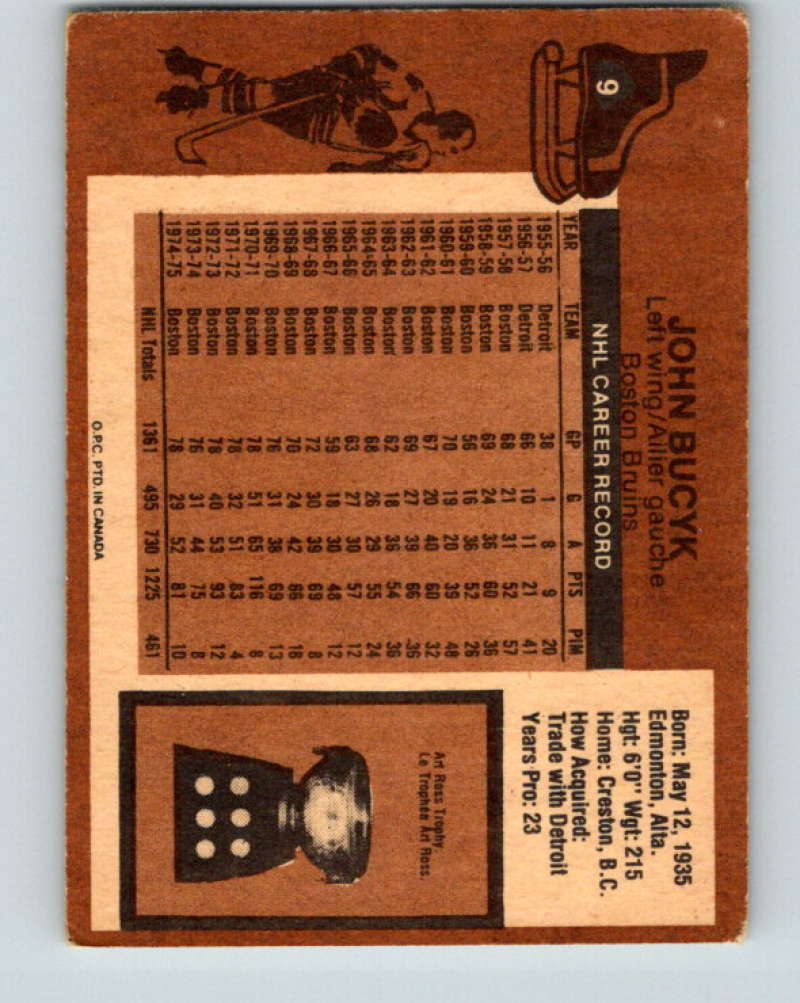 9
JOHN BUCYK
Left wing/Ailier gauche
Boston Bruins
NHL CAREER RECORD
YEAR TEAM GP G A PTS PIM
1955-56 Detroit 38 1 8 9 20
1956-57 Detroit 66 10 11 21 41
1957-58 Boston 68 21 31 52 57
1958-59 Boston 69 24 36 60 36
1959-60 Boston 56 16 36 52 26
1960-61 Boston 70 19 20 39 48
1961-62 Boston 67 20 40 60 32
1962-63 Boston 69 27 39 66 36
1963-64 Boston 62 18 36 54 36
1964-65 Boston 68 26 29 55 24
1965-66 Boston 63 27 30 57 12
1966-67 Boston 59 18 30 48 12
1967-68 Boston 72 30 39 69 8
1968-69 Boston 70 24 42 66 18
1969-70 Boston 76 31 38 69 13
1970-71 Boston 78 51 65 116 8
1971-72 Boston 78 32 51 83 4
1972-73 Boston 78 40 53 93 12
1973-74 Boston 76 31 44 75 8
1974-75 Boston 78 29 52 81 10
NHL Totals 1361 495 730 1225 461
O.P.C. PTD. IN CANADA
Born: May 12, 1935
Edmonton, Alta.
Hgt: 6'0" Wgt: 215
Home: Creston, B.C.
How Acquired:
Trade with Detroit
Years Pro: 23
Art Ross Trophy
Le Trophée Art Ross.